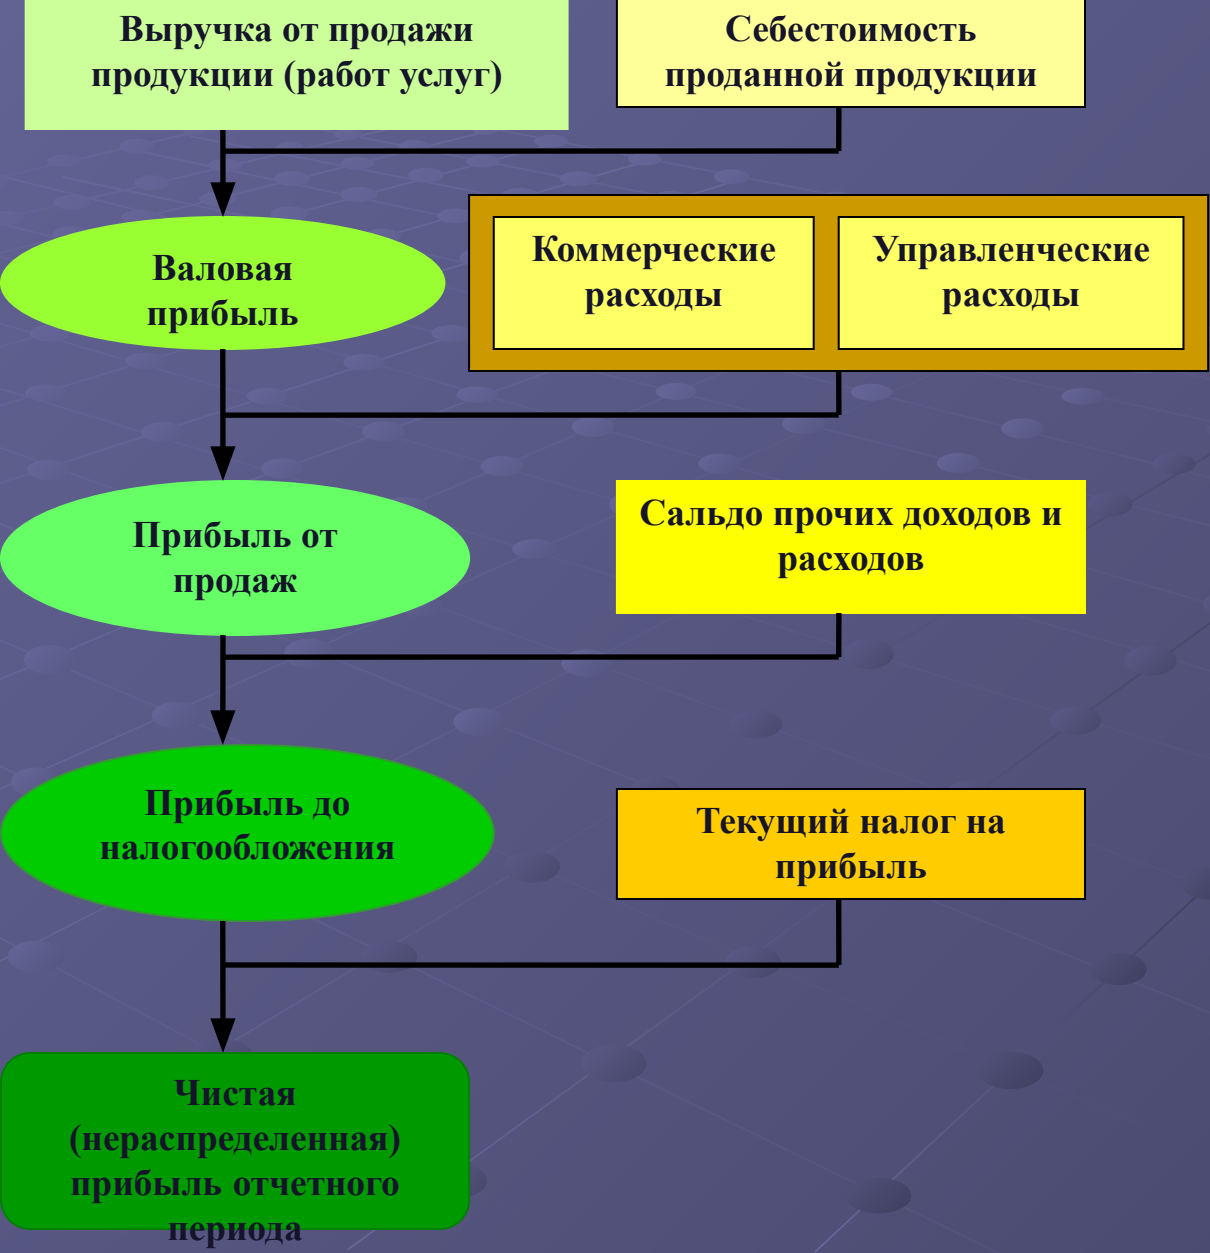 Выручка от продажи
продукции (работ услуг)
Себестоимость
проданной продукции
Валовая
прибыль
Коммерческие
расходы
Управленческие
расходы
Прибыль от
продаж
Сальдо прочих доходов и
расходов
Прибыль до
налогообложения
Текущий налог на
прибыль
Чистая
(нераспределенная)
прибыль отчетного
периода